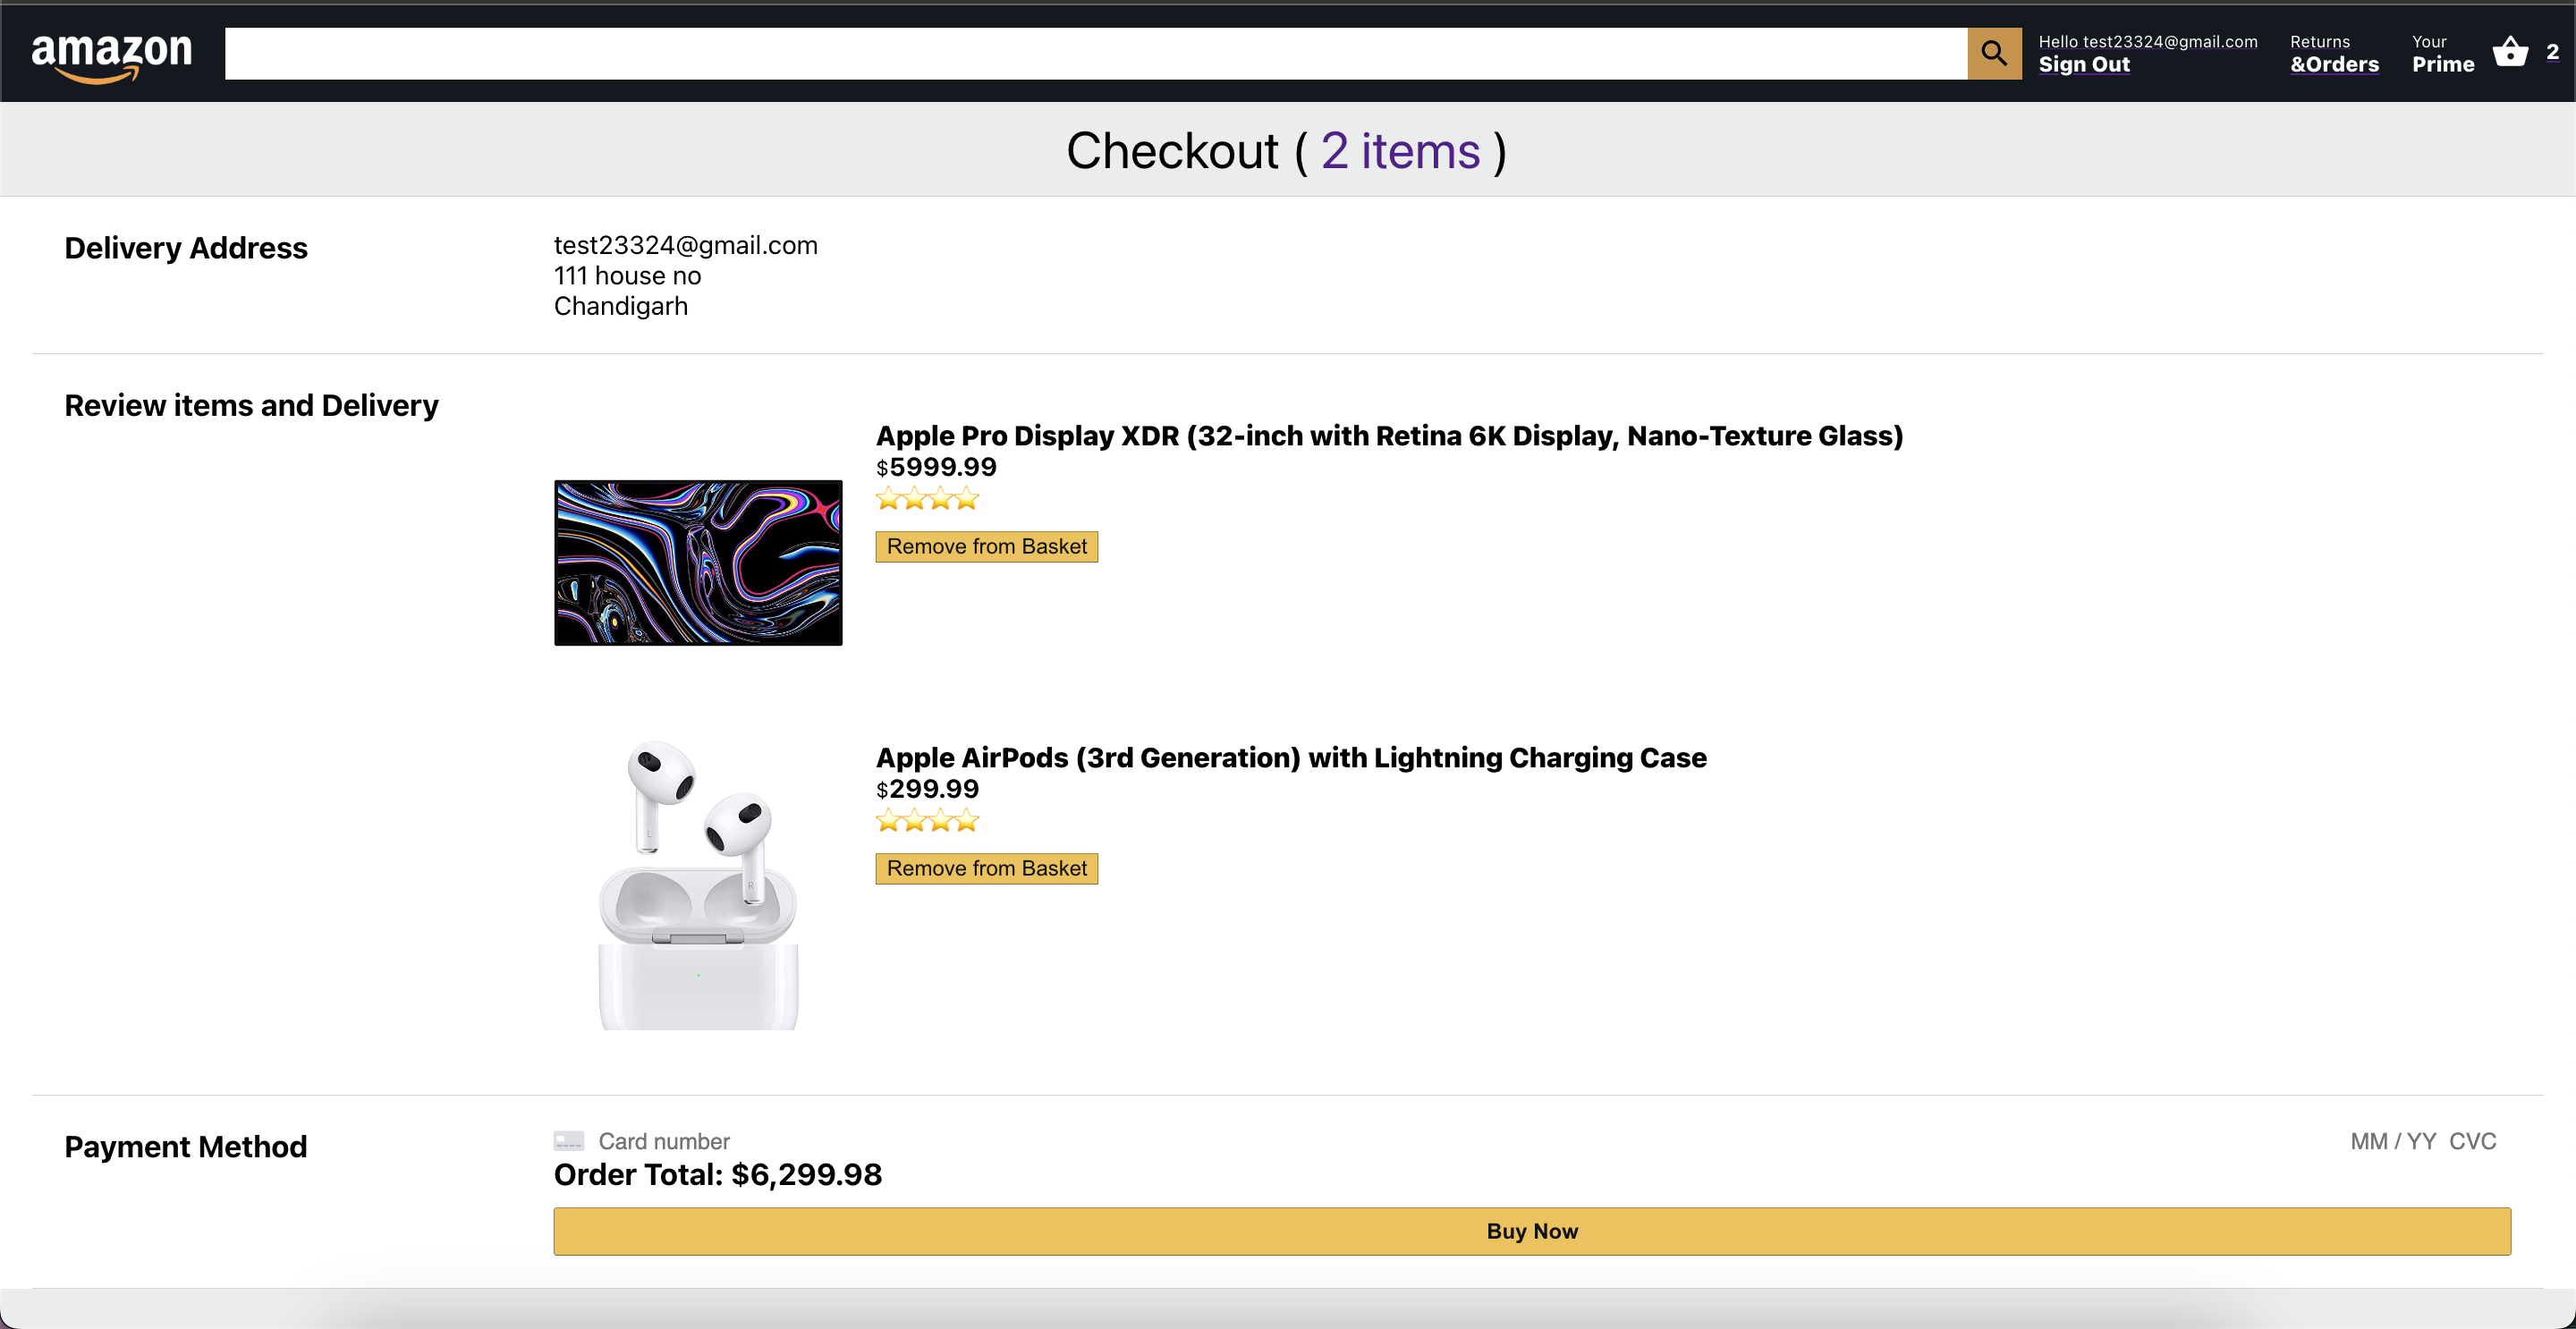 amazon
Hello test23324@gmail.com
Sign Out
Returns
&Orders
Your
Prime
2
Checkout ( 2 items )
Delivery Address
test23324@gmail.com
111 house no
Chandigarh
Review items and Delivery
Apple Pro Display XDR (32-inch with Retina 6K Display, Nano-Texture Glass)
$5999.99
⭐⭐⭐⭐
Remove from Basket
Apple AirPods (3rd Generation) with Lightning Charging Case
$299.99
⭐⭐⭐⭐
Remove from Basket
L
R
Payment Method
Card number
MM / YY CVC
Order Total: $6,299.98
Buy Now